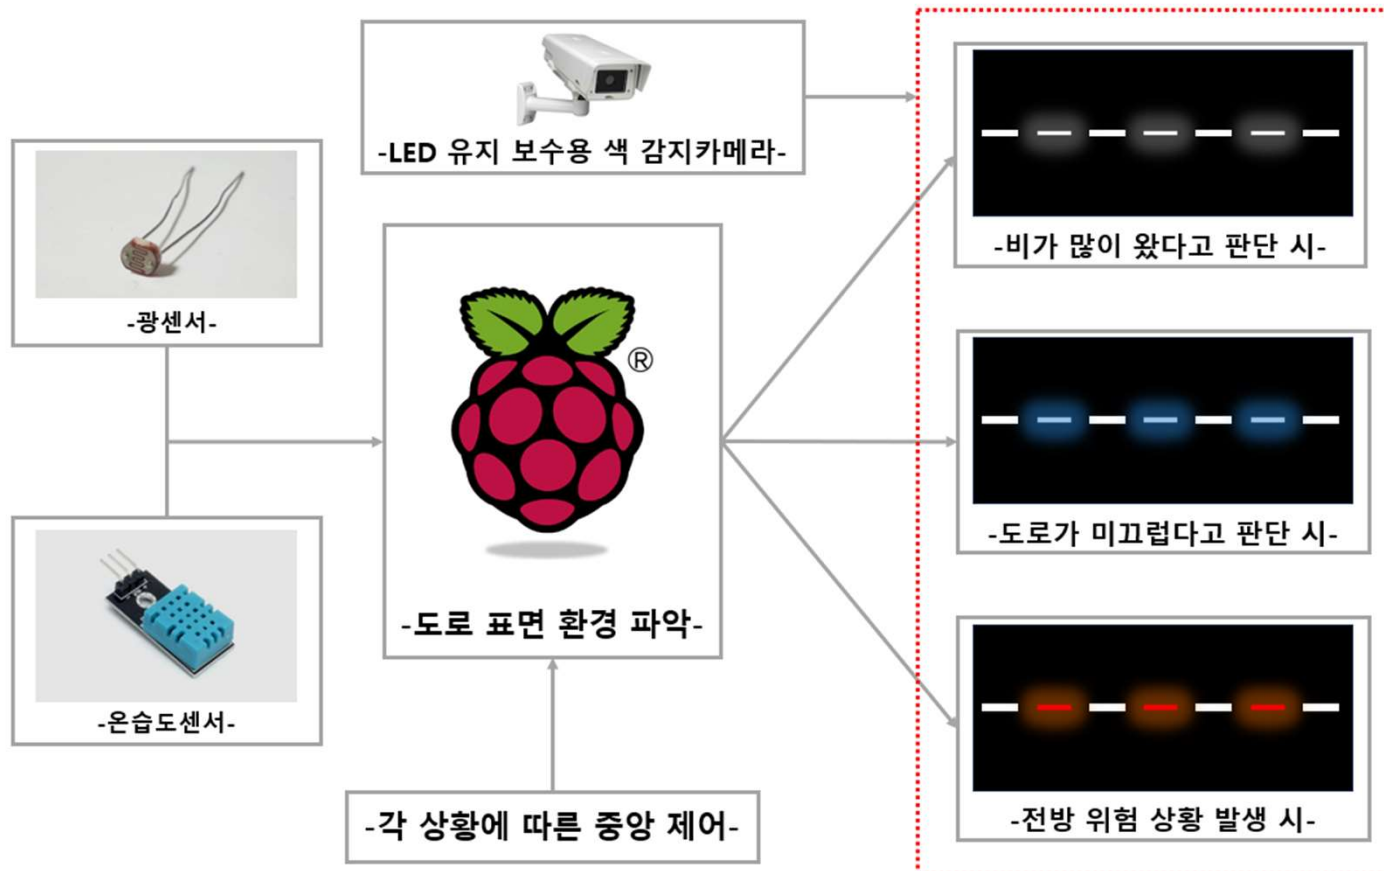 -LED 유지 보수용 색 감지카메라-
-광센서-
-온습도센서-
®
-도로 표면 환경 파악-
-각 상황에 따른 중앙 제어-
-비가 많이 왔다고 판단 시-
-도로가 미끄럽다고 판단 시-
-전방 위험 상황 발생 시-